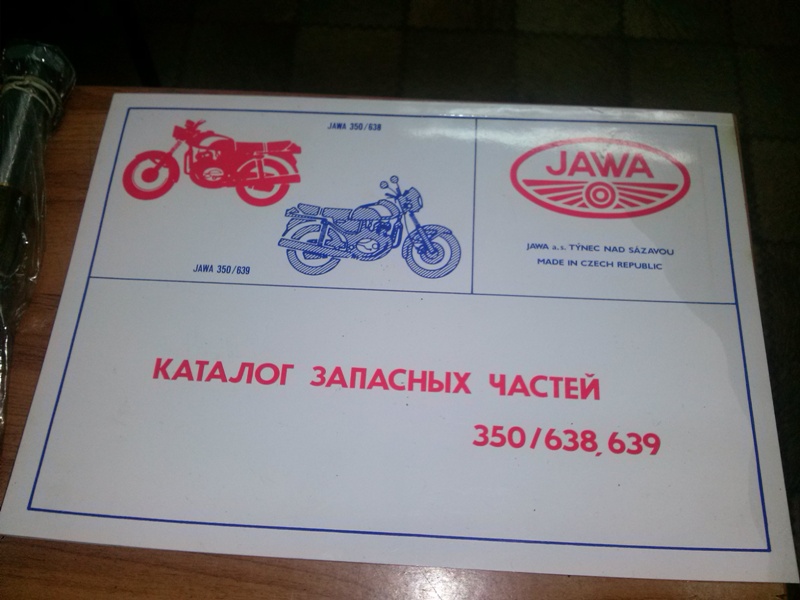 JAWA 350/638
JAWA 350/639
JAWA
JAWA a.s. TÝNEC NAD SÁZAVOU
MADE IN CZECH REPUBLIC
КАТАЛОГ ЗАПАСНЫХ ЧАСТЕЙ
350/638, 639